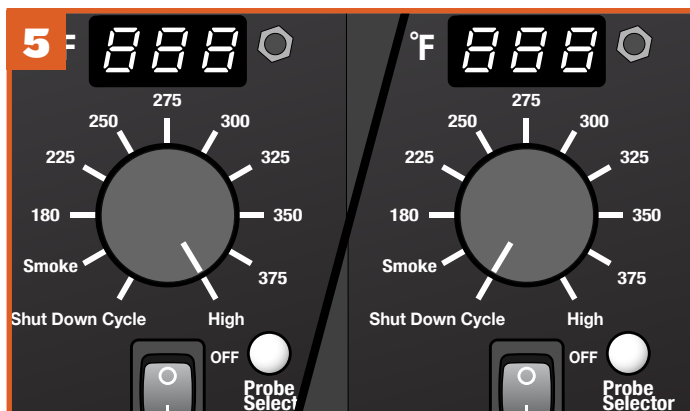 5
F
888
275
250
300
225
325
180
350
Smoke
375
Shut Down Cycle
High
OFF
Probe
Select
°F
888
275
250
300
225
325
180
350
Smoke
375
Shut Down Cycle
High
OFF
Probe
Selector